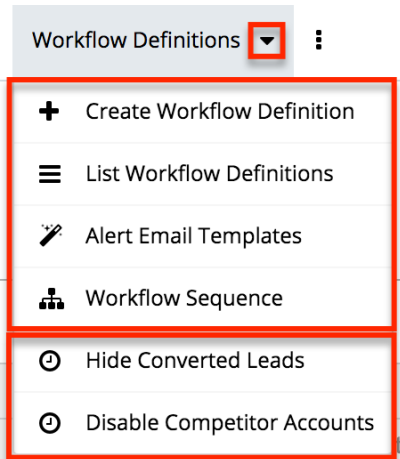 Workflow Definitions
Create Workflow Definition
List Workflow Definitions
Alert Email Templates
Workflow Sequence
Hide Converted Leads
Disable Competitor Accounts